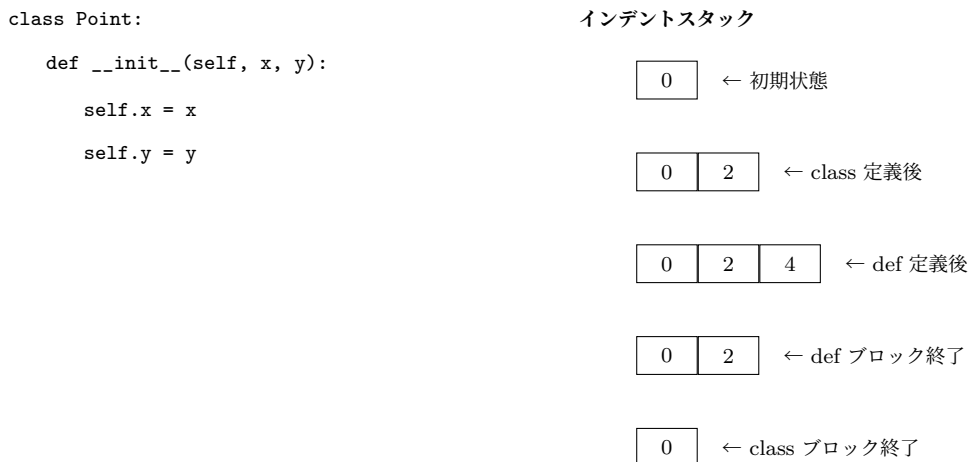 class Point:
def __init__(self, x, y):
self.x = x
self.y = y
インデントスタック
0 ← 初期状態
0 2 ← class 定義後
0 2 4 ← def 定義後
0 2 ← def ブロック終了
0 ← class ブロック終了